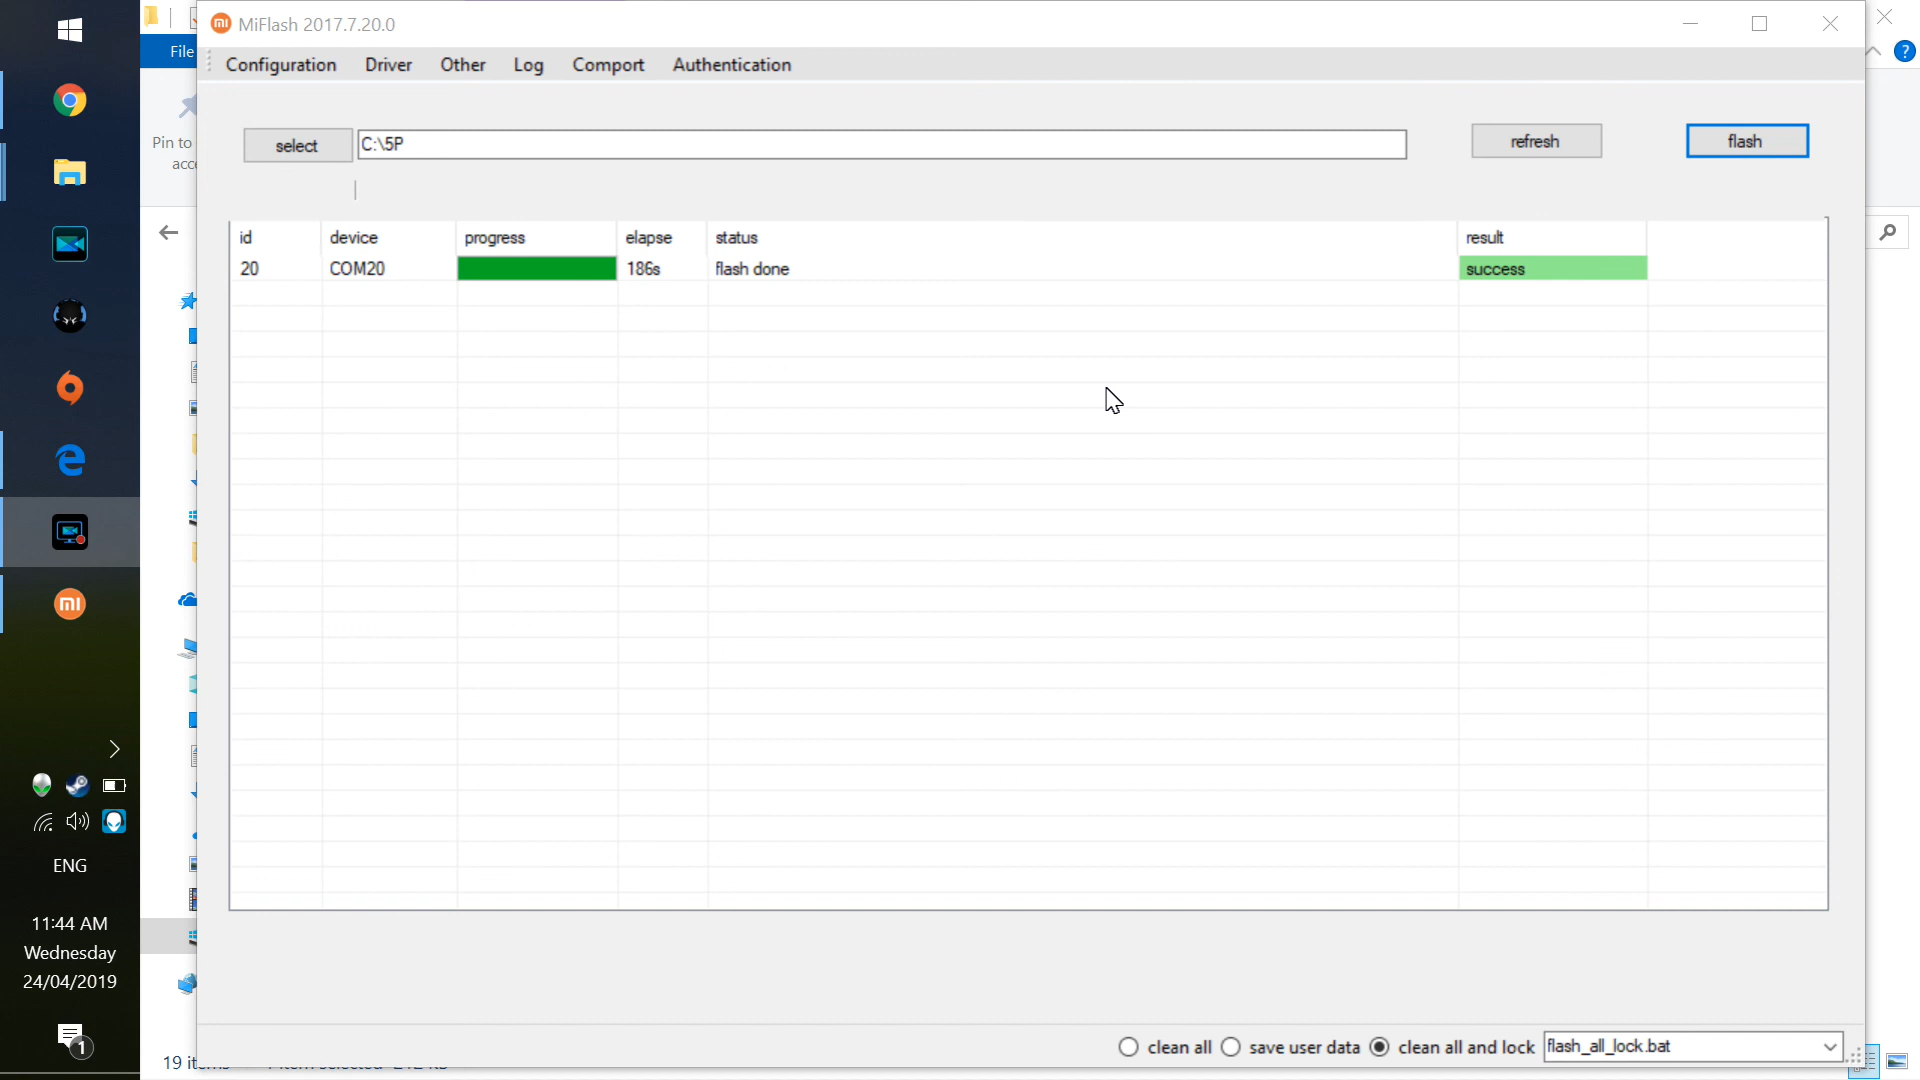 MiFlash 2017.7.20.0
File
Configuration Driver Other Log Comport Authentication
Pin to
select C:\5P refresh flash
id device progress elapse status result
20 COM20 186s flash done success
ENG
11:44 AM
Wednesday
24/04/2019
1
clean all save user data clean all and lock flash_all_lock.bat
19